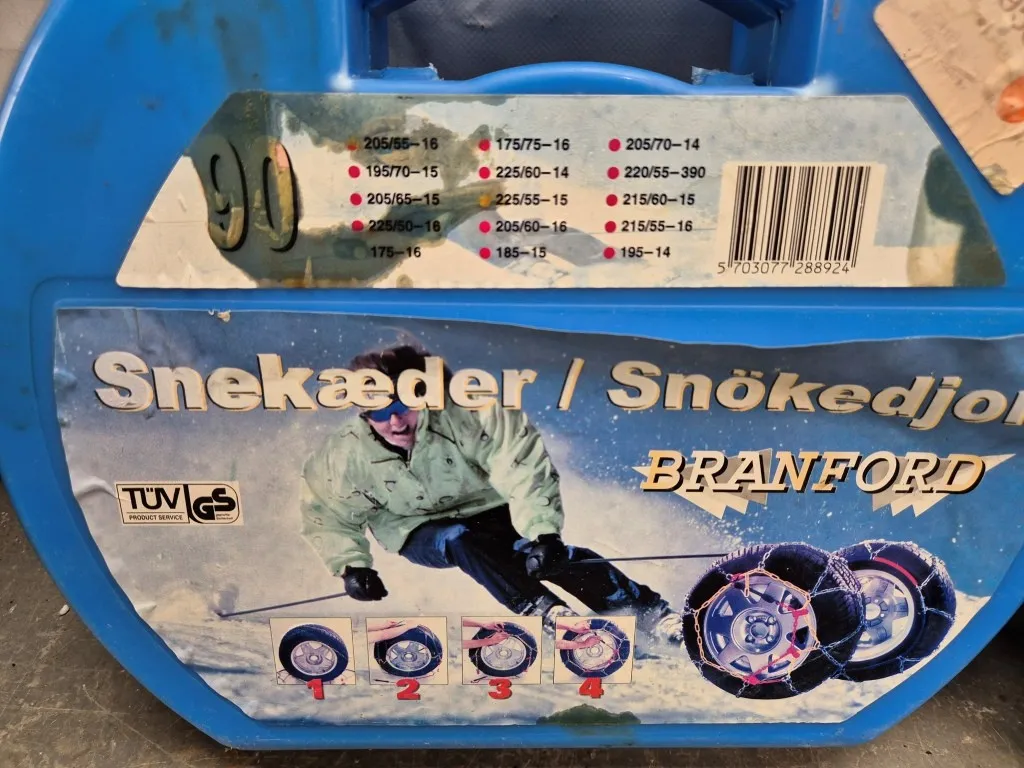 90
205/55–16 175/75–16 205/70–14
195/70–15 225/60–14 220/55–390
205/65–15 225/55–15 215/60–15
225/50–16 205/60–16 215/55–16
175–16 185–15 195–14
5 703077 288924
Snekæder / Snökedjo
BRANFORD
TÜV GS
PRODUCT SERVICE
1 2 3 4